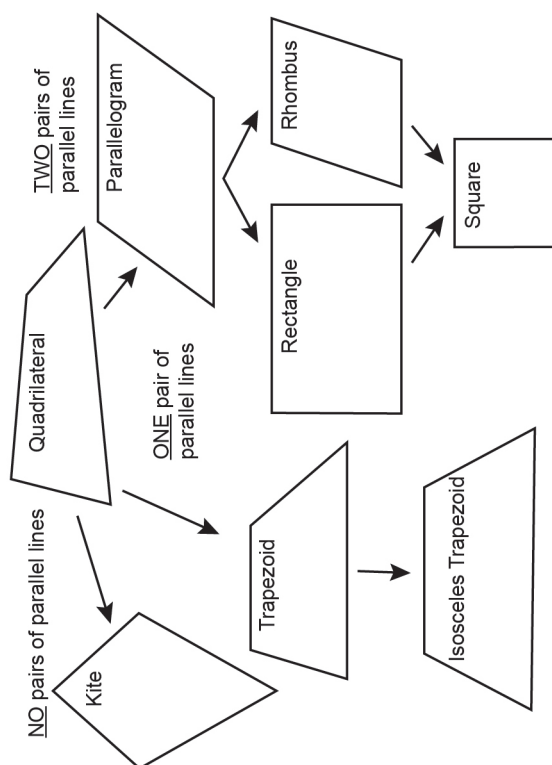 Quadrilateral
NO pairs of parallel lines
ONE pair of
parallel lines
TWO pairs of
parallel lines
Kite
Trapezoid
Parallelogram
Isosceles Trapezoid
Rectangle
Rhombus
Square